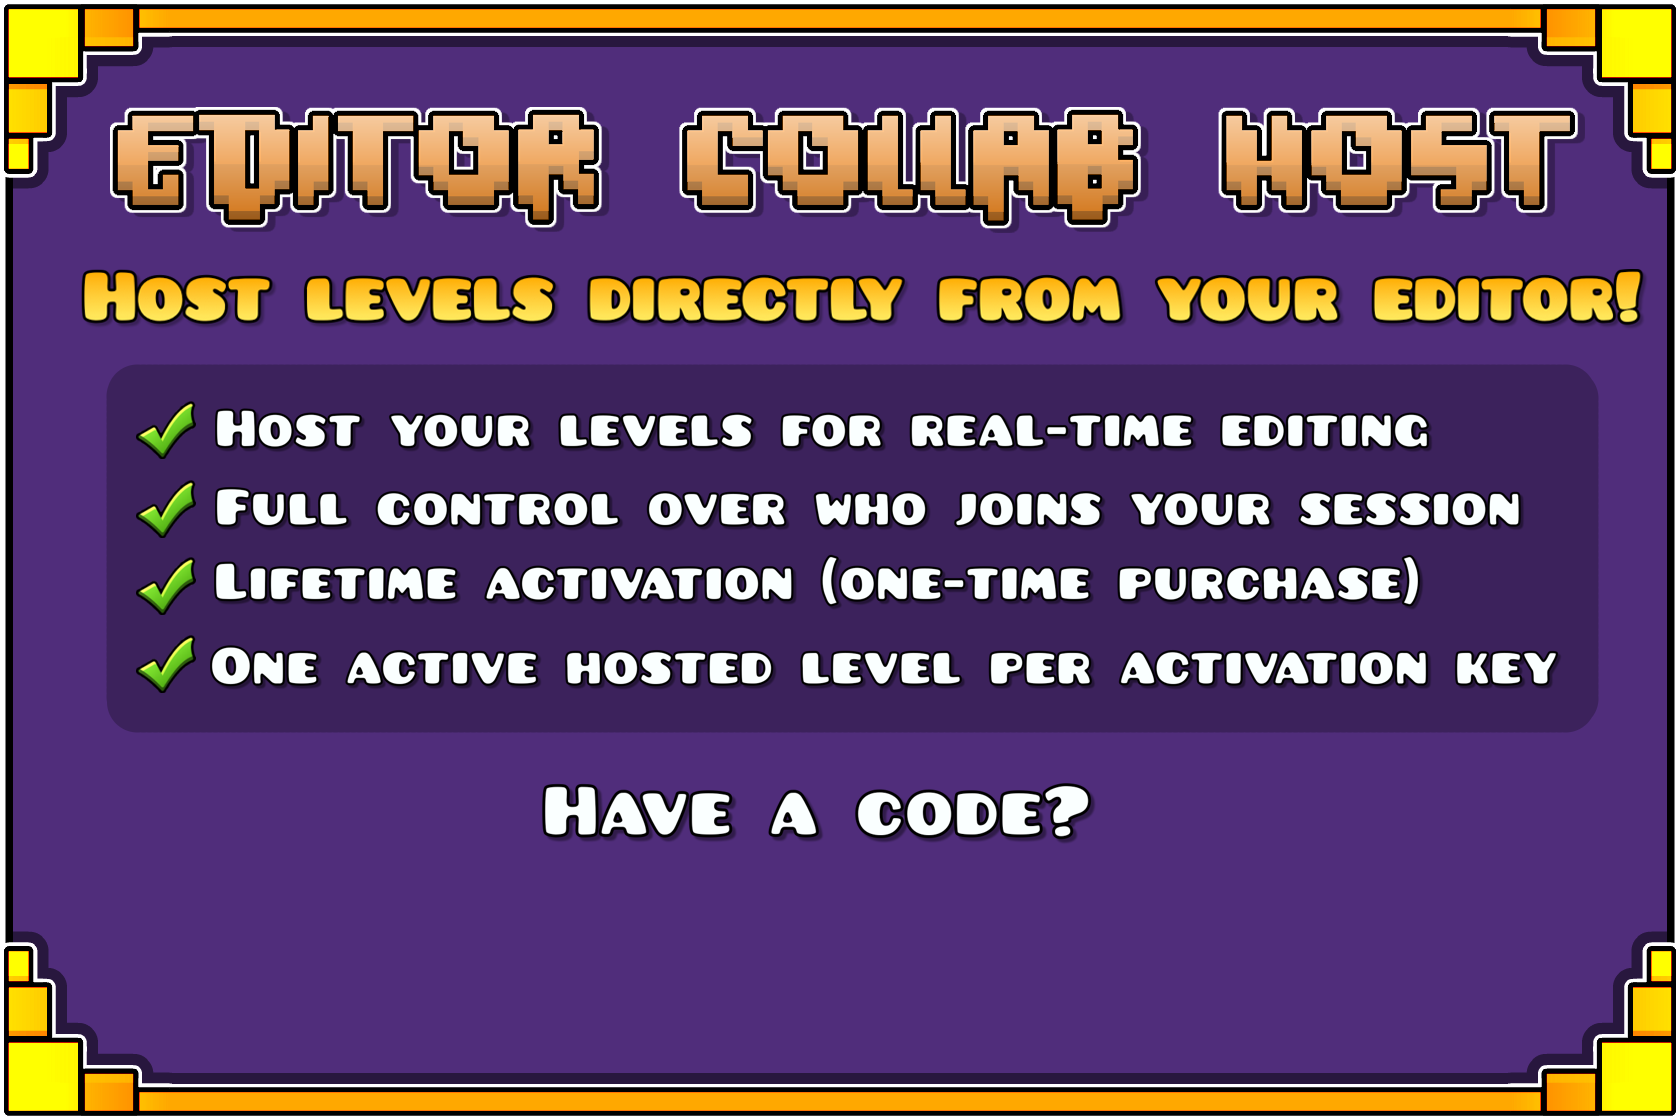 EDITOR COLLAB HOST
HOST LEVELS DIRECTLY FROM YOUR EDITOR!
HOST YOUR LEVELS FOR REAL-TIME EDITING
FULL CONTROL OVER WHO JOINS YOUR SESSION
LIFETIME ACTIVATION (ONE-TIME PURCHASE)
ONE ACTIVE HOSTED LEVEL PER ACTIVATION KEY
HAVE A CODE?